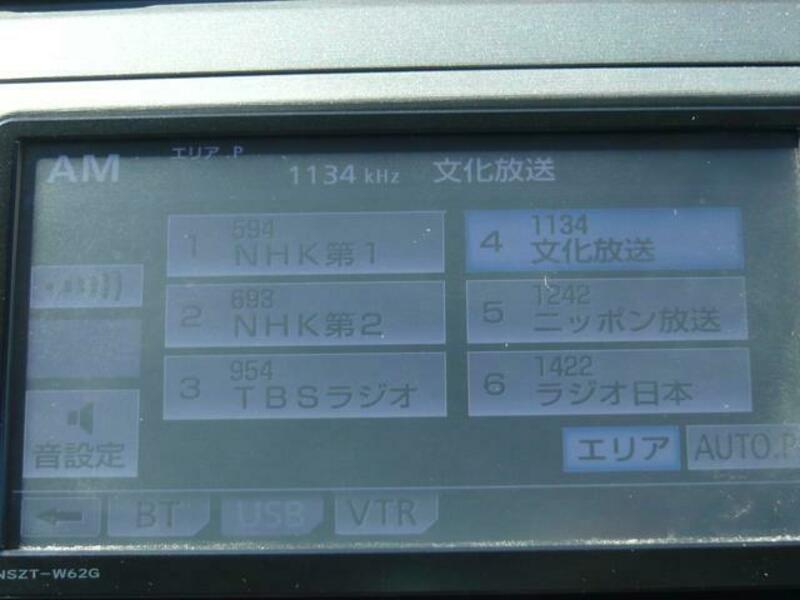 AM エリア.P 1134 kHz 文化放送
1 594 NHK第1
4 1134 文化放送
2 693 NHK第2
5 1242 ニッポン放送
3 954 TBSラジオ
6 1422 ラジオ日本
音設定
エリア AUTO.P
BT USB VTR
NSZT-W62G